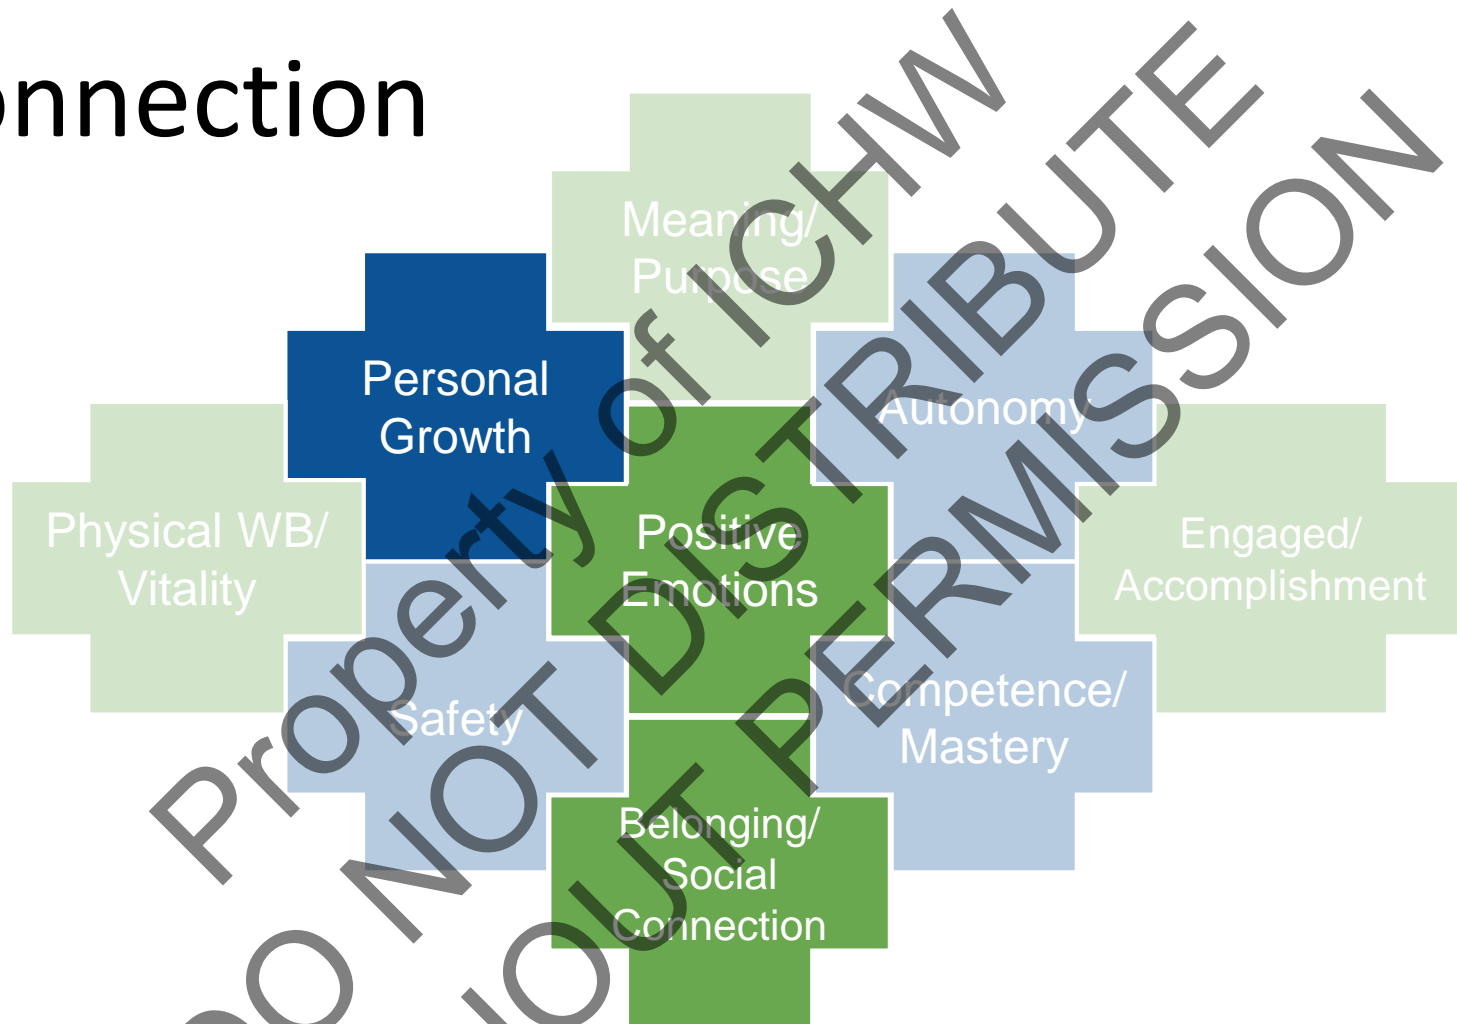 onnection
Meaning/
Purpose
Personal
Growth
Autonomy
Physical WB/
Vitality
Positive
Emotions
Engaged/
Accomplishment
Safety
Competence/
Mastery
Belonging/
Social
Connection
Property of ICHW
DO NOT DISTRIBUTE
OUT PERMISSION